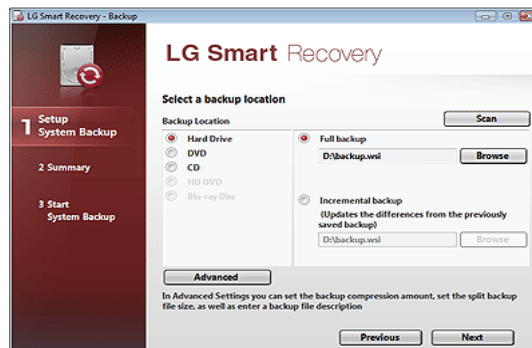 LG Smart Recovery - Backup
LG Smart Recovery
1 Setup
System Backup
2 Summary
3 Start
System Backup
Select a backup location
Scan
Backup Location
Hard Drive
DVD
CD
HD DVD
Blu-ray Disc
Full backup
D:\backup.wsi
Browse
Incremental backup
(Updates the differences from the previously
saved backup)
D:\backup.wsi
Browse
Advanced
In Advanced Settings you can set the backup compression amount, set the split backup
file size, as well as enter a backup file description
Previous
Next